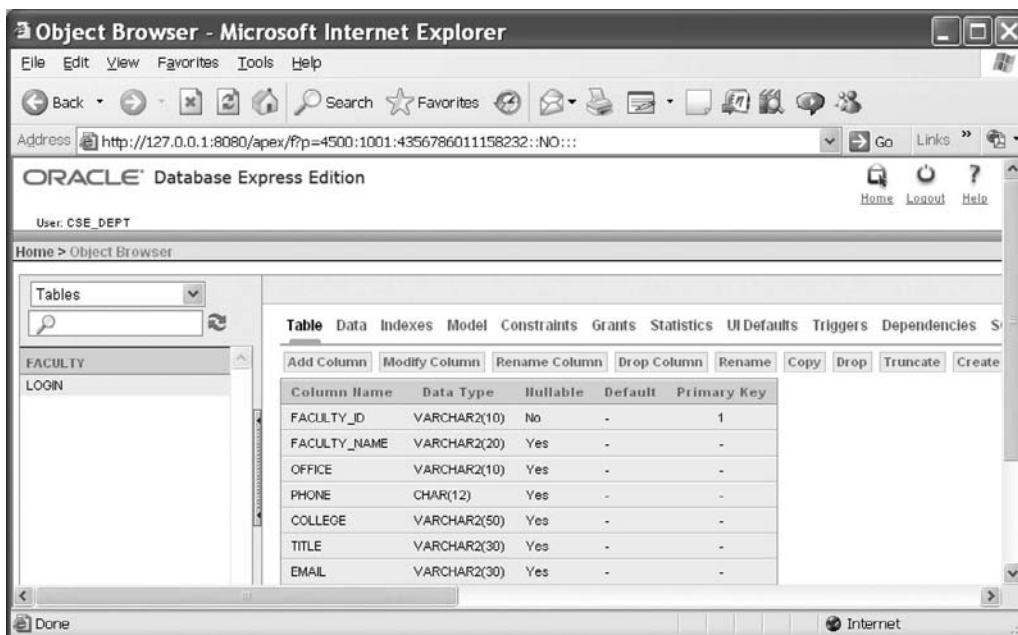 Object Browser - Microsoft Internet Explorer
File Edit View Favorites Tools Help
Back Search Favorites
Address http://127.0.0.1:8080/apex/f?p=4500:1001:4356786011158232::NO::: Go Links »
ORACLE Database Express Edition
Home Logout Help
User: CSE_DEPT
Home > Object Browser
Tables
Table Data Indexes Model Constraints Grants Statistics UI Defaults Triggers Dependencies S
FACULTY
LOGIN
Add Column Modify Column Rename Column Drop Column Rename Copy Drop Truncate Create
Column Name Data Type Nullable Default Primary Key
FACULTY_ID VARCHAR2(10) No - 1
FACULTY_NAME VARCHAR2(20) Yes - -
OFFICE VARCHAR2(10) Yes - -
PHONE CHAR(12) Yes - -
COLLEGE VARCHAR2(50) Yes - -
TITLE VARCHAR2(30) Yes - -
EMAIL VARCHAR2(30) Yes - -
Done Internet